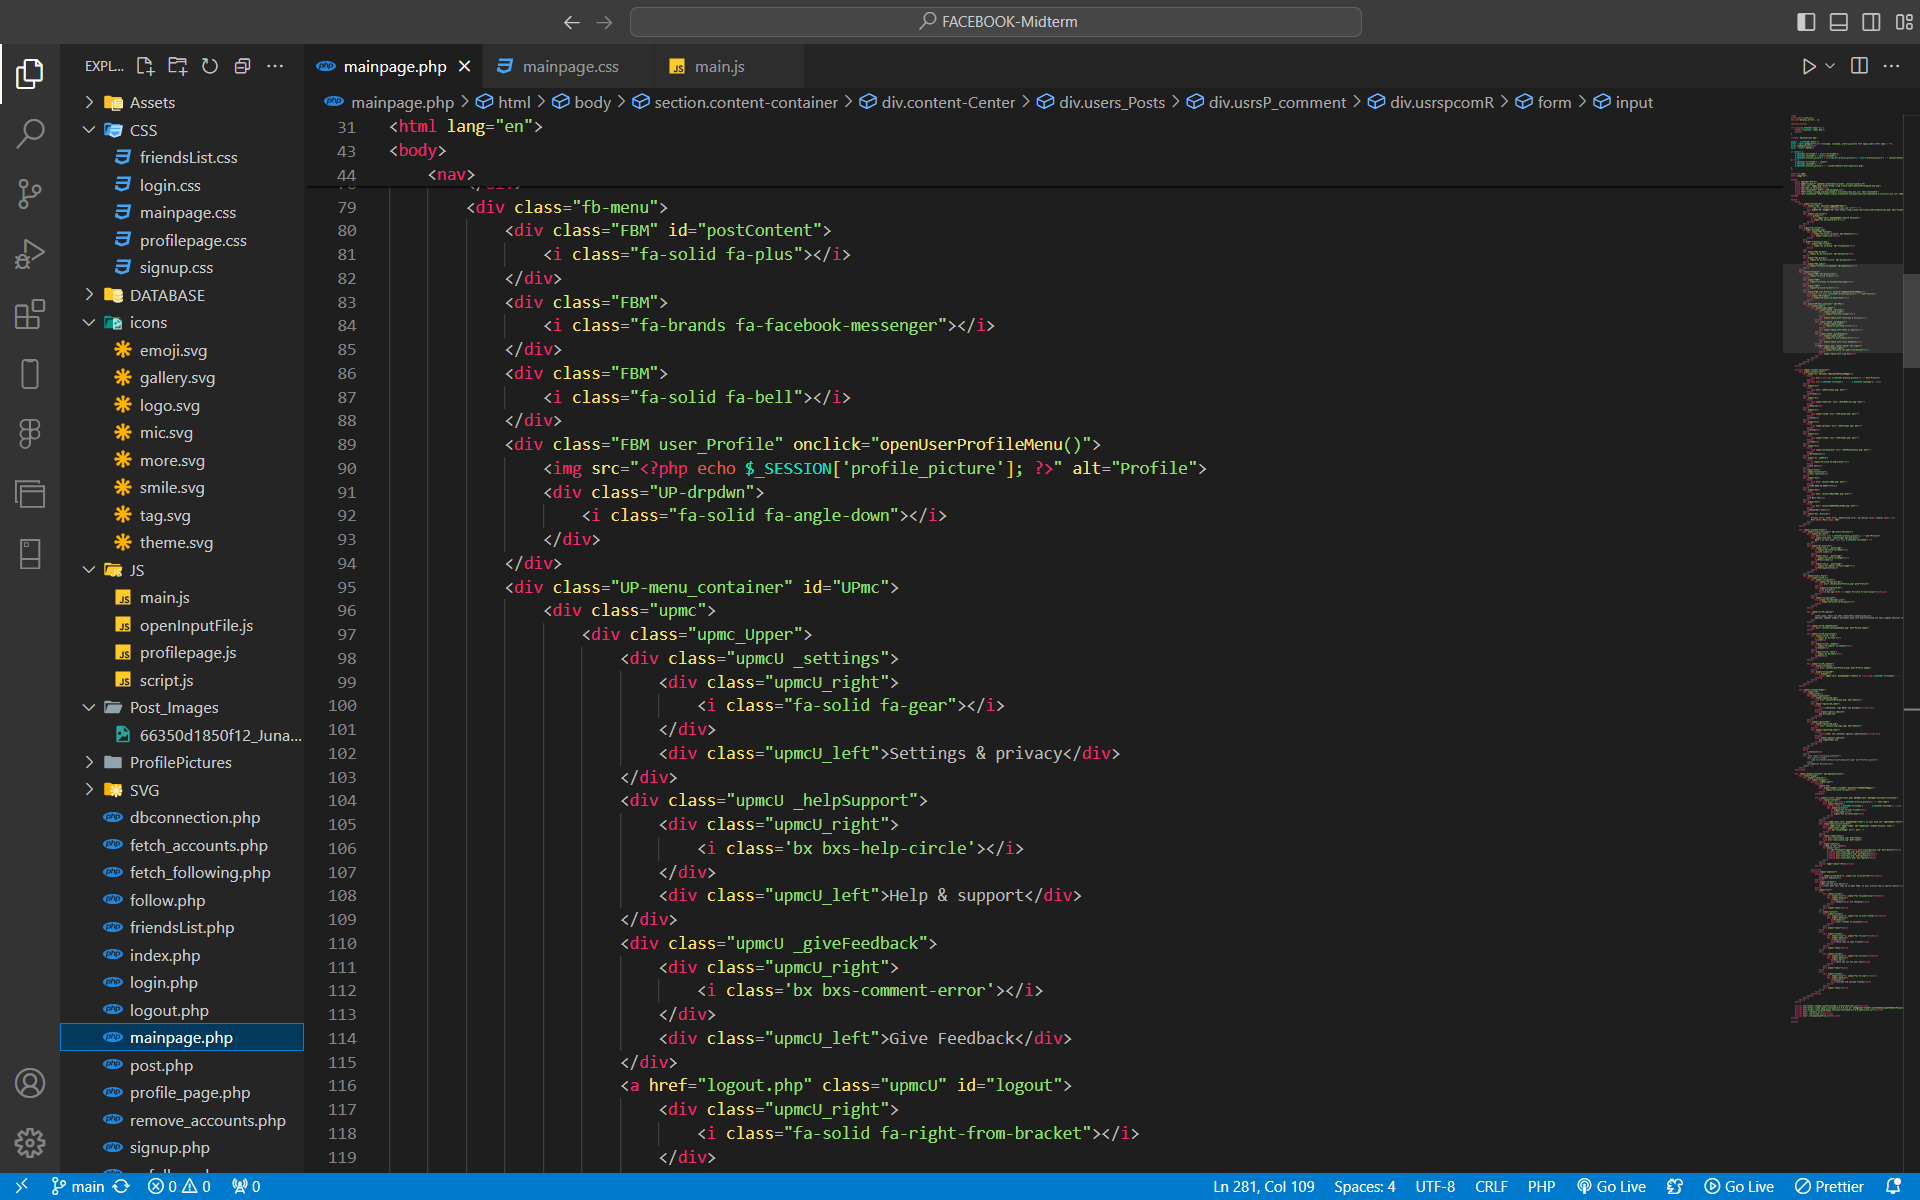 FACEBOOK-Midterm
EXPL...
mainpage.php
mainpage.css
main.js
mainpage.php > html > body > section.content-container > div.content-Center > div.users_Posts > div.usrsP_comment > div.usrspcomR > form > input
Assets
CSS
friendsList.css
login.css
mainpage.css
profilepage.css
signup.css
DATABASE
icons
emoji.svg
gallery.svg
logo.svg
mic.svg
more.svg
smile.svg
tag.svg
theme.svg
JS
main.js
openInputFile.js
profilepage.js
script.js
Post_Images
66350d1850f12_Juna...
ProfilePictures
SVG
dbconnection.php
fetch_accounts.php
fetch_following.php
follow.php
friendsList.php
index.php
login.php
logout.php
mainpage.php
post.php
profile_page.php
remove_accounts.php
signup.php
31 <html lang="en">
43 <body>
44 <nav>
79 <div class="fb-menu">
80 <div class="FBM" id="postContent">
81 <i class="fa-solid fa-plus"></i>
82 </div>
83 <div class="FBM">
84 <i class="fa-brands fa-facebook-messenger"></i>
85 </div>
86 <div class="FBM">
87 <i class="fa-solid fa-bell"></i>
88 </div>
89 <div class="FBM user_Profile" onclick="openUserProfileMenu()">
90 <img src="<?php echo $_SESSION['profile_picture']; ?>" alt="Profile">
91 <div class="UP-drpdwn">
92 <i class="fa-solid fa-angle-down"></i>
93 </div>
94 </div>
95 <div class="UP-menu_container" id="UPmc">
96 <div class="upmc">
97 <div class="upmc_Upper">
98 <div class="upmcU _settings">
99 <div class="upmcU_right">
100 <i class="fa-solid fa-gear"></i>
101 </div>
102 <div class="upmcU_left">Settings & privacy</div>
103 </div>
104 <div class="upmcU _helpSupport">
105 <div class="upmcU_right">
106 <i class='bx bxs-help-circle'></i>
107 </div>
108 <div class="upmcU_left">Help & support</div>
109 </div>
110 <div class="upmcU _giveFeedback">
111 <div class="upmcU_right">
112 <i class='bx bxs-comment-error'></i>
113 </div>
114 <div class="upmcU_left">Give Feedback</div>
115 </div>
116 <a href="logout.php" class="upmcU" id="logout">
117 <div class="upmcU_right">
118 <i class="fa-solid fa-right-from-bracket"></i>
119 </div>
main 0 0 0 Ln 281, Col 109 Spaces: 4 UTF-8 CRLF PHP Go Live Go Live Prettier